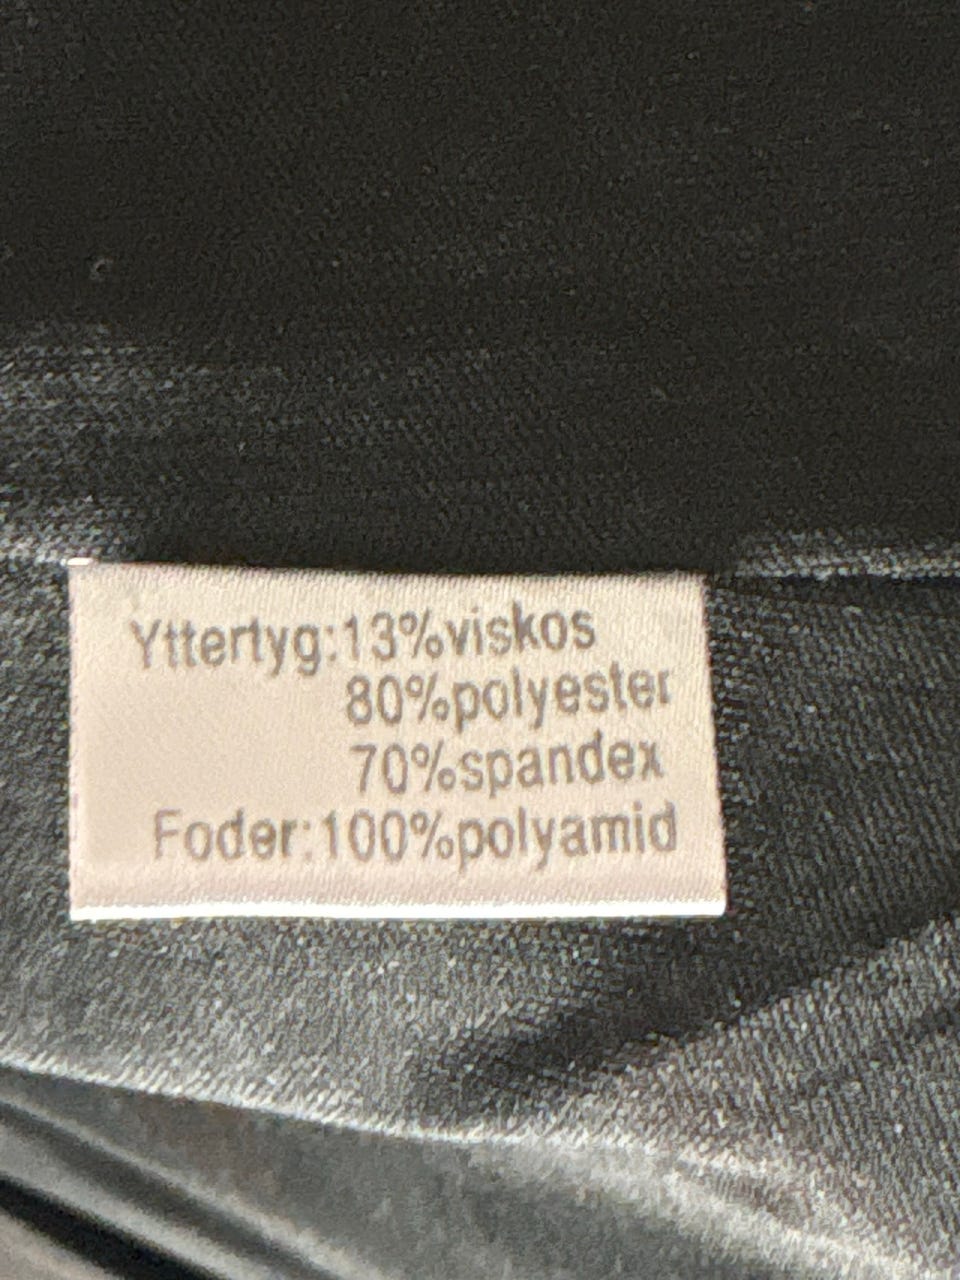 Yttertyg:13%viskos
80%polyester
70%spandex
Foder:100%polyamid